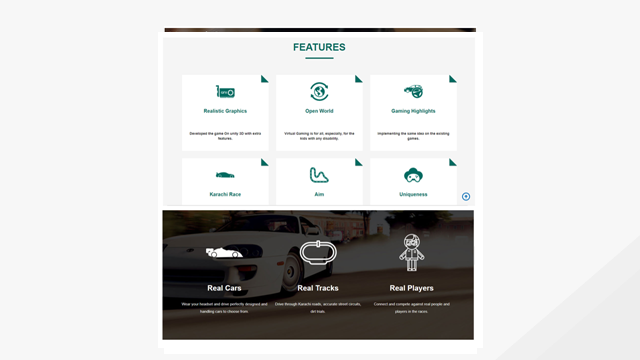 FEATURES
Realistic Graphics
Open World
Gaming Highlights
Developed the game On unity 3D with extra
features.
Virtual Gaming is for all, especially, for the
kids with any disability.
Implementing the same idea on the existing
games.
Karachi Race
Aim
Uniqueness
Real Cars
Real Tracks
Real Players
Wear your headset and drive perfectly designed and
handling cars to choose from
Drive through Karachi roads, accurate street circuits,
dirt trials.
Connect and compete against real people and
players in the races.